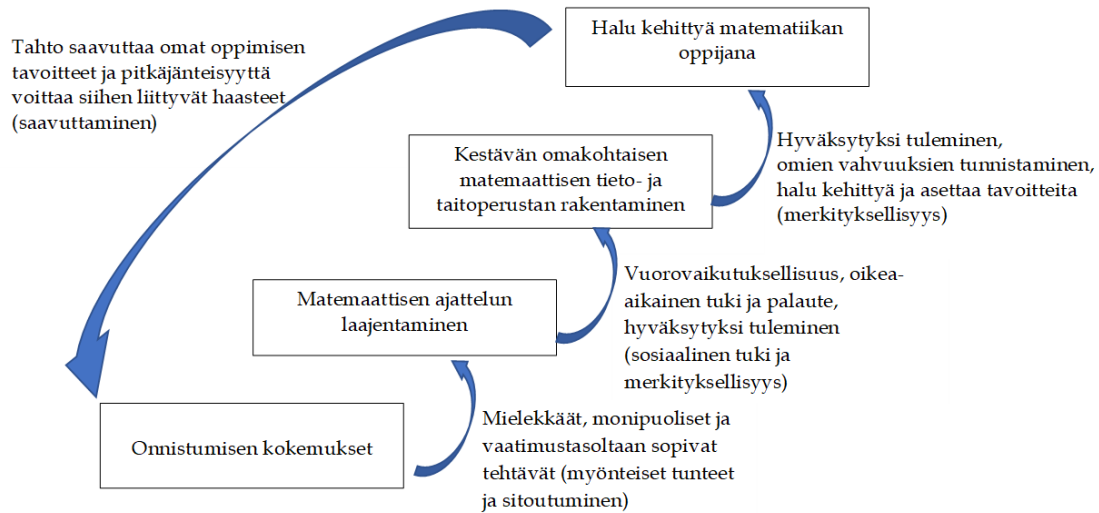 Halu kehittyä matematiikan
oppijana
Tahto saavuttaa omat oppimisen
tavoitteet ja pitkäjänteisyyttä
voittaa siihen liittyvät haasteet
(saavuttaminen)
Kestävän omakohtaisen
matemaattisen tieto- ja
taitoperustan rakentaminen
Hyväksytyksi tuleminen,
omien vahvuuksien tunnistaminen,
halu kehittyä ja asettaa tavoitteita
(merkityksellisyys)
Matemaattisen ajattelun
laajentaminen
Vuorovaikutuksellisuus, oikea-
aikainen tuki ja palaute,
hyväksytyksi tuleminen
(sosiaalinen tuki ja
merkityksellisyys)
Onnistumisen kokemukset
Mielekkäät, monipuoliset ja
vaatimustasoltaan sopivat
tehtävät (myönteiset tunteet
ja sitoutuminen)